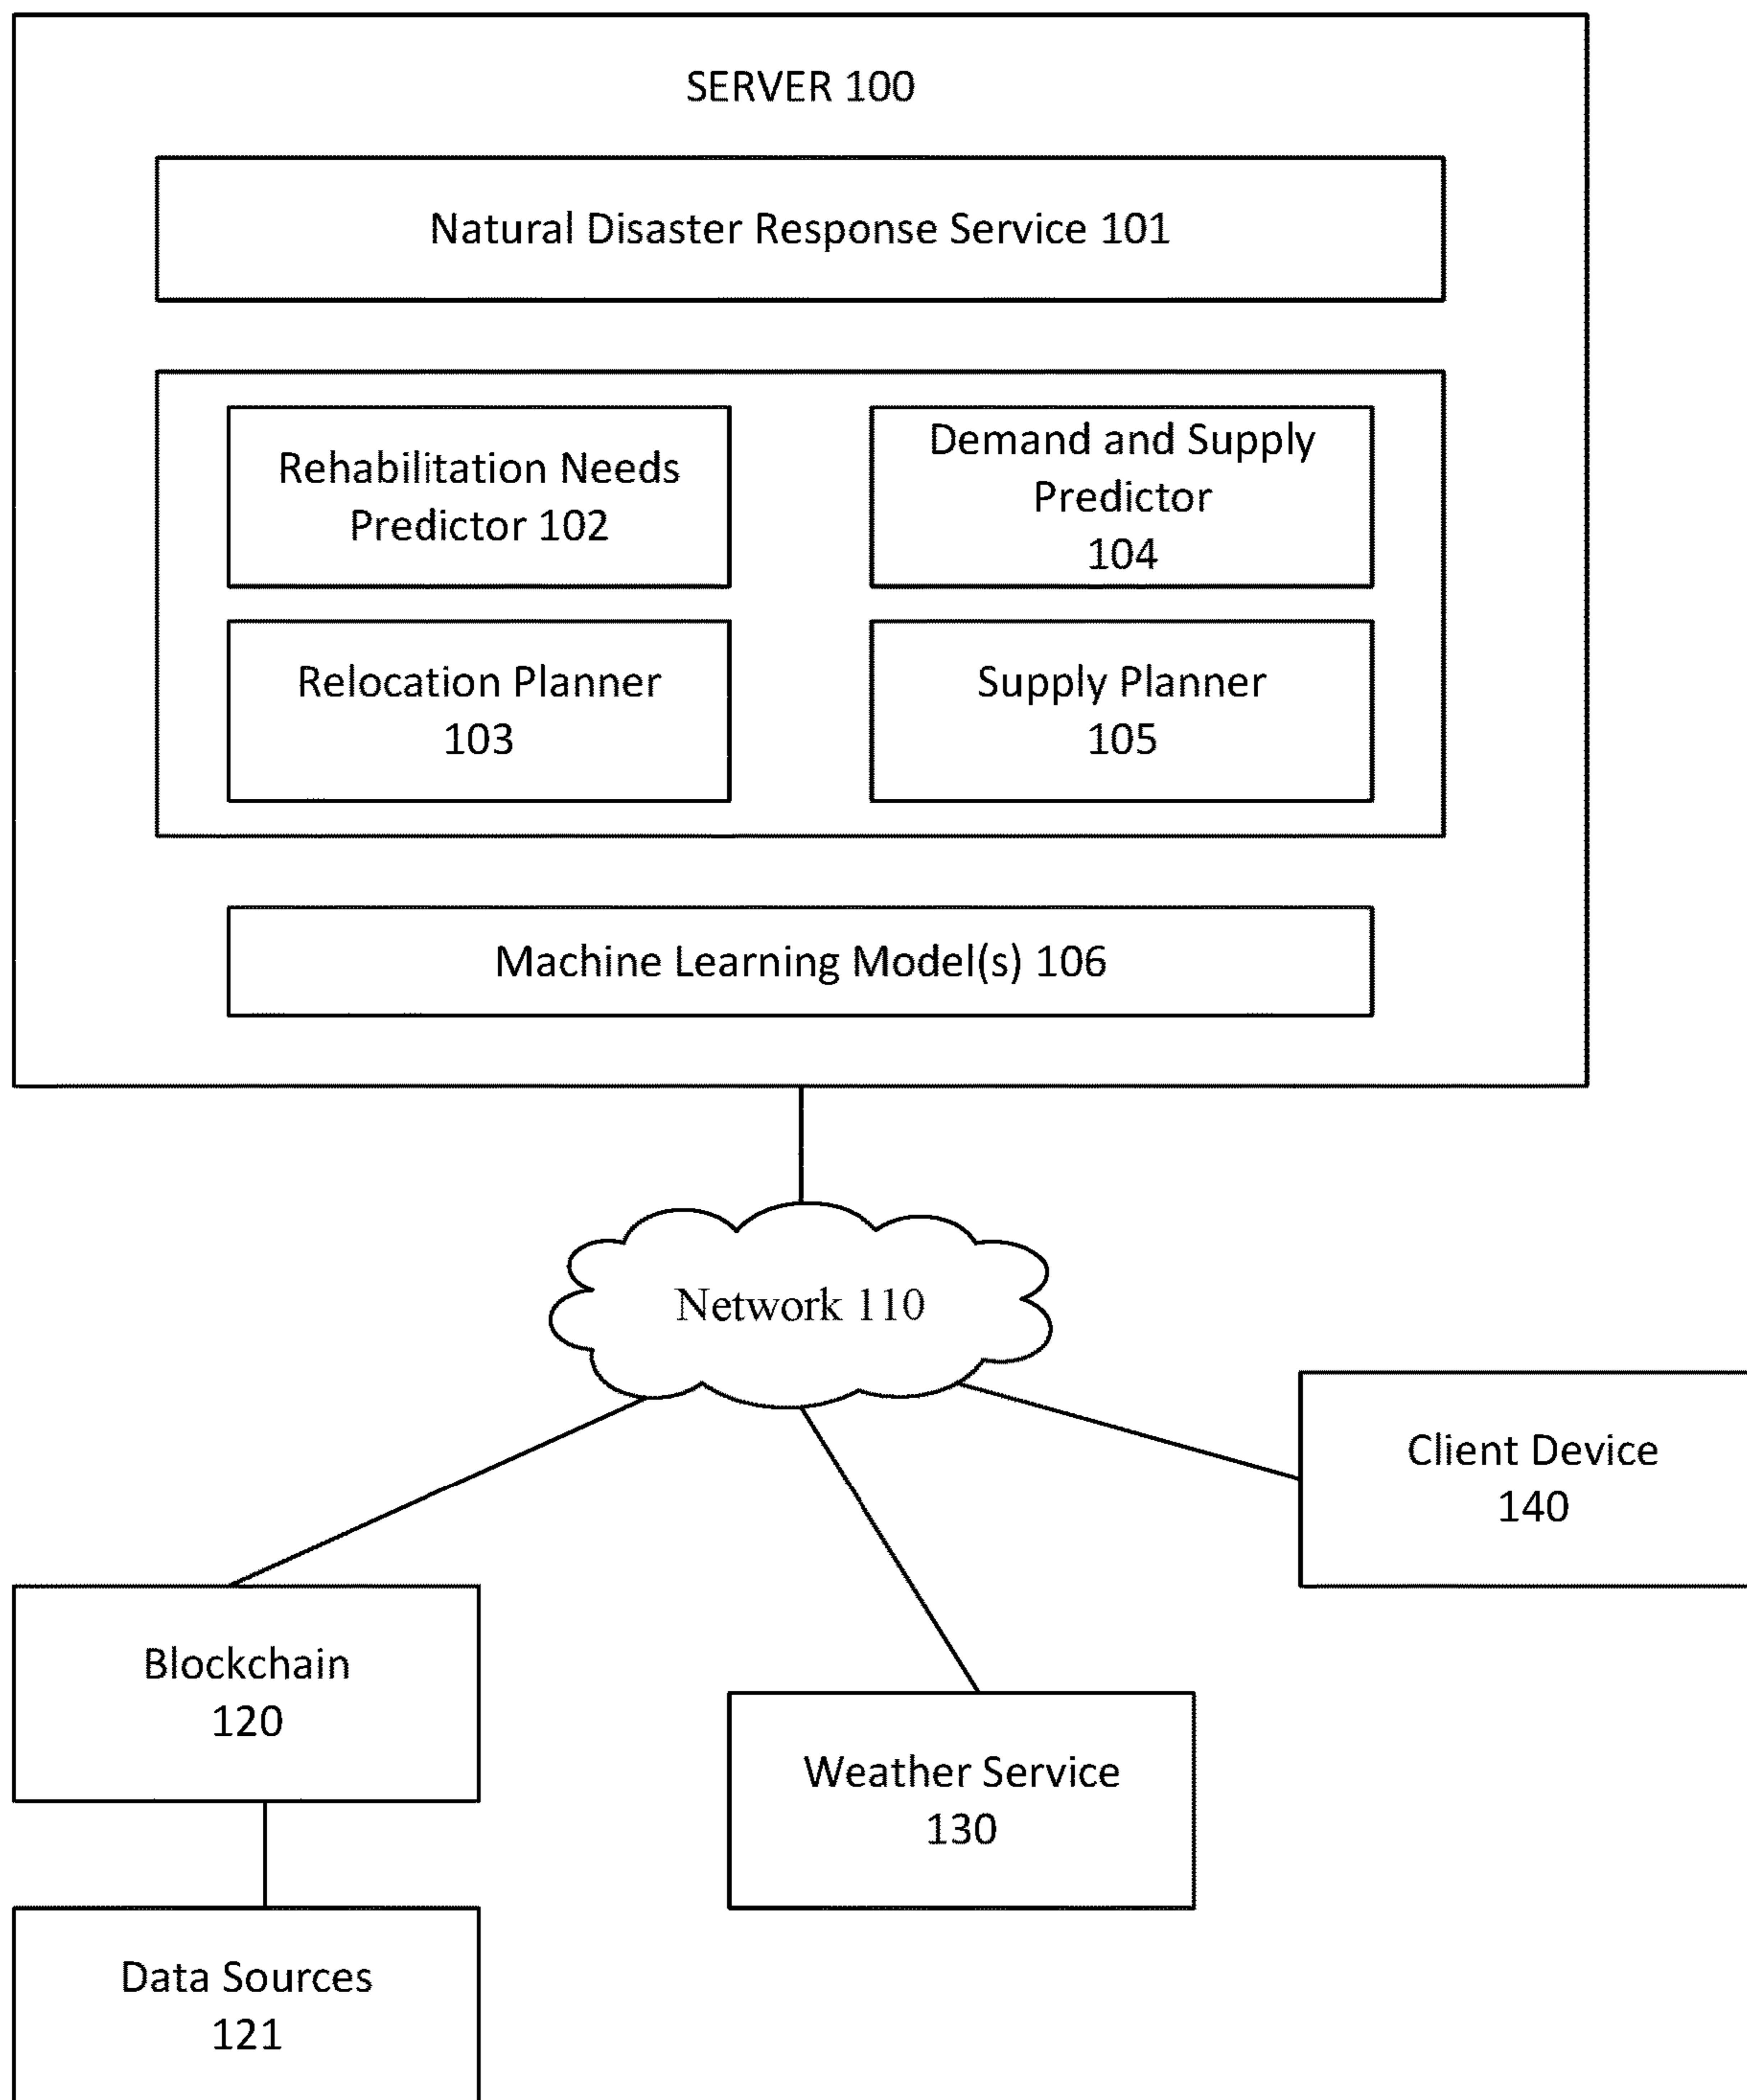 SERVER 100
Natural Disaster Response Service 101
Rehabilitation Needs
Predictor 102
Demand and Supply
Predictor
104
Relocation Planner
103
Supply Planner
105
Machine Learning Model(s) 106
Network 110
Client Device
140
Blockchain
120
Weather Service
130
Data Sources
121